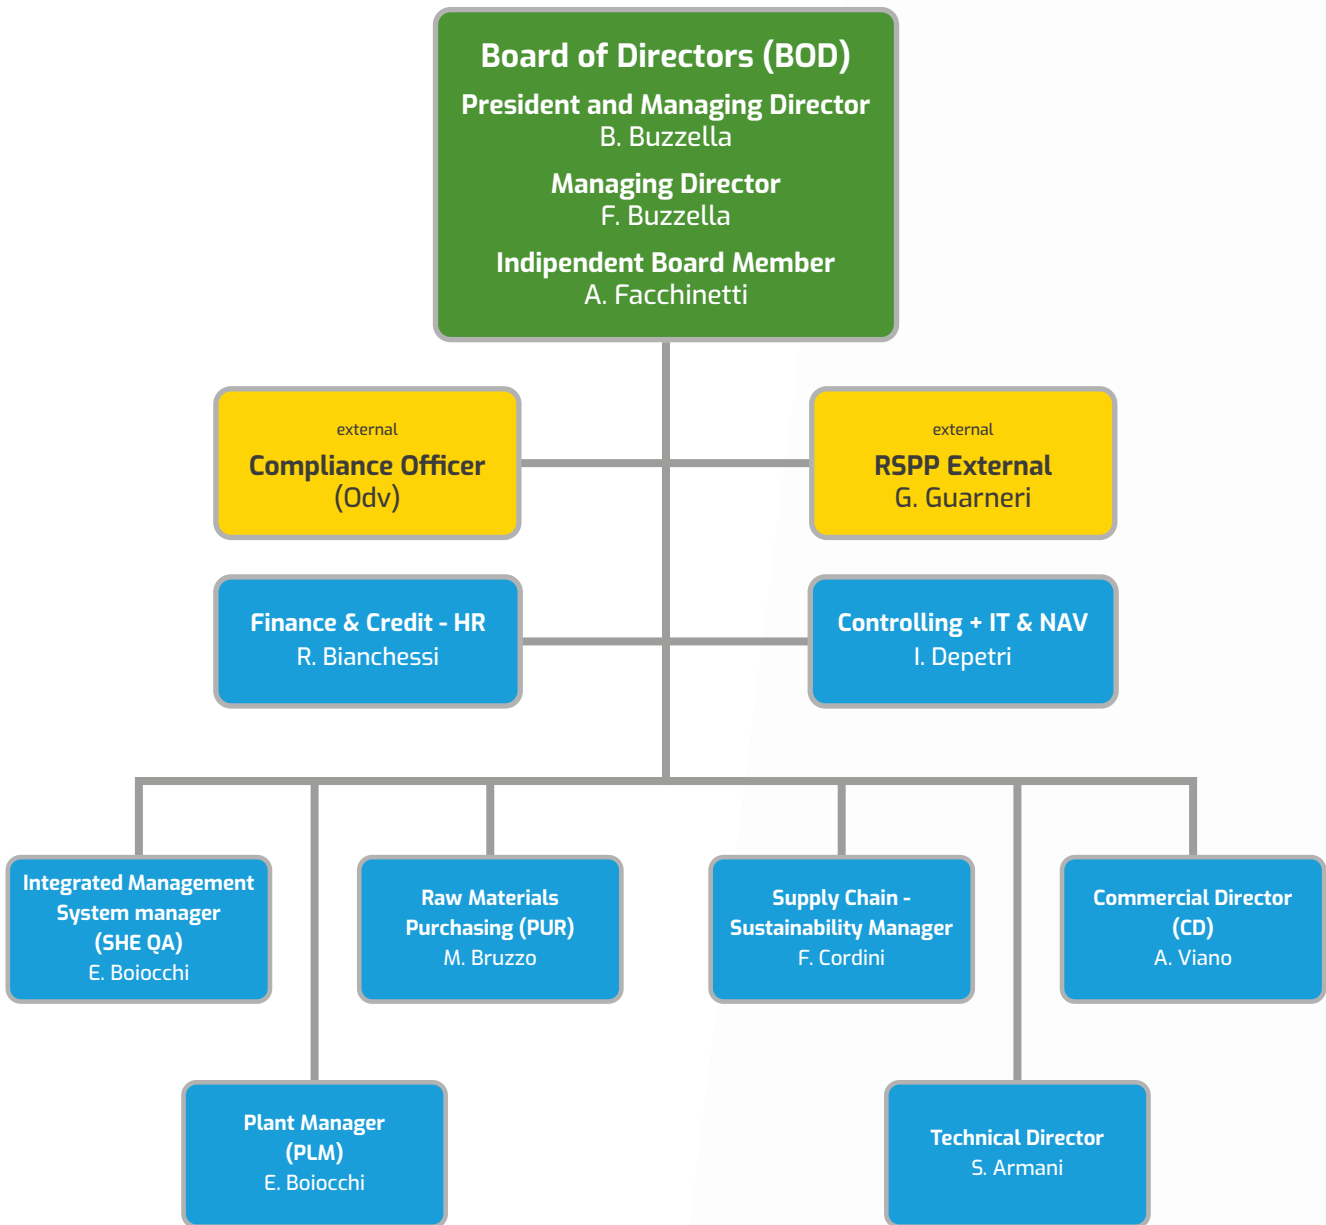 Board of Directors (BOD)
President and Managing Director
B. Buzzella
Managing Director
F. Buzzella
Indipendent Board Member
A. Facchinetti
external
Compliance Officer
(Odv)
external
RSPP External
G. Guarneri
Finance & Credit - HR
R. Bianchessi
Controlling + IT & NAV
I. Depetri
Integrated Management
System manager
(SHE QA)
E. Boiocchi
Raw Materials
Purchasing (PUR)
M. Bruzzo
Supply Chain -
Sustainability Manager
F. Cordini
Commercial Director
(CD)
A. Viano
Plant Manager
(PLM)
E. Boiocchi
Technical Director
S. Armani